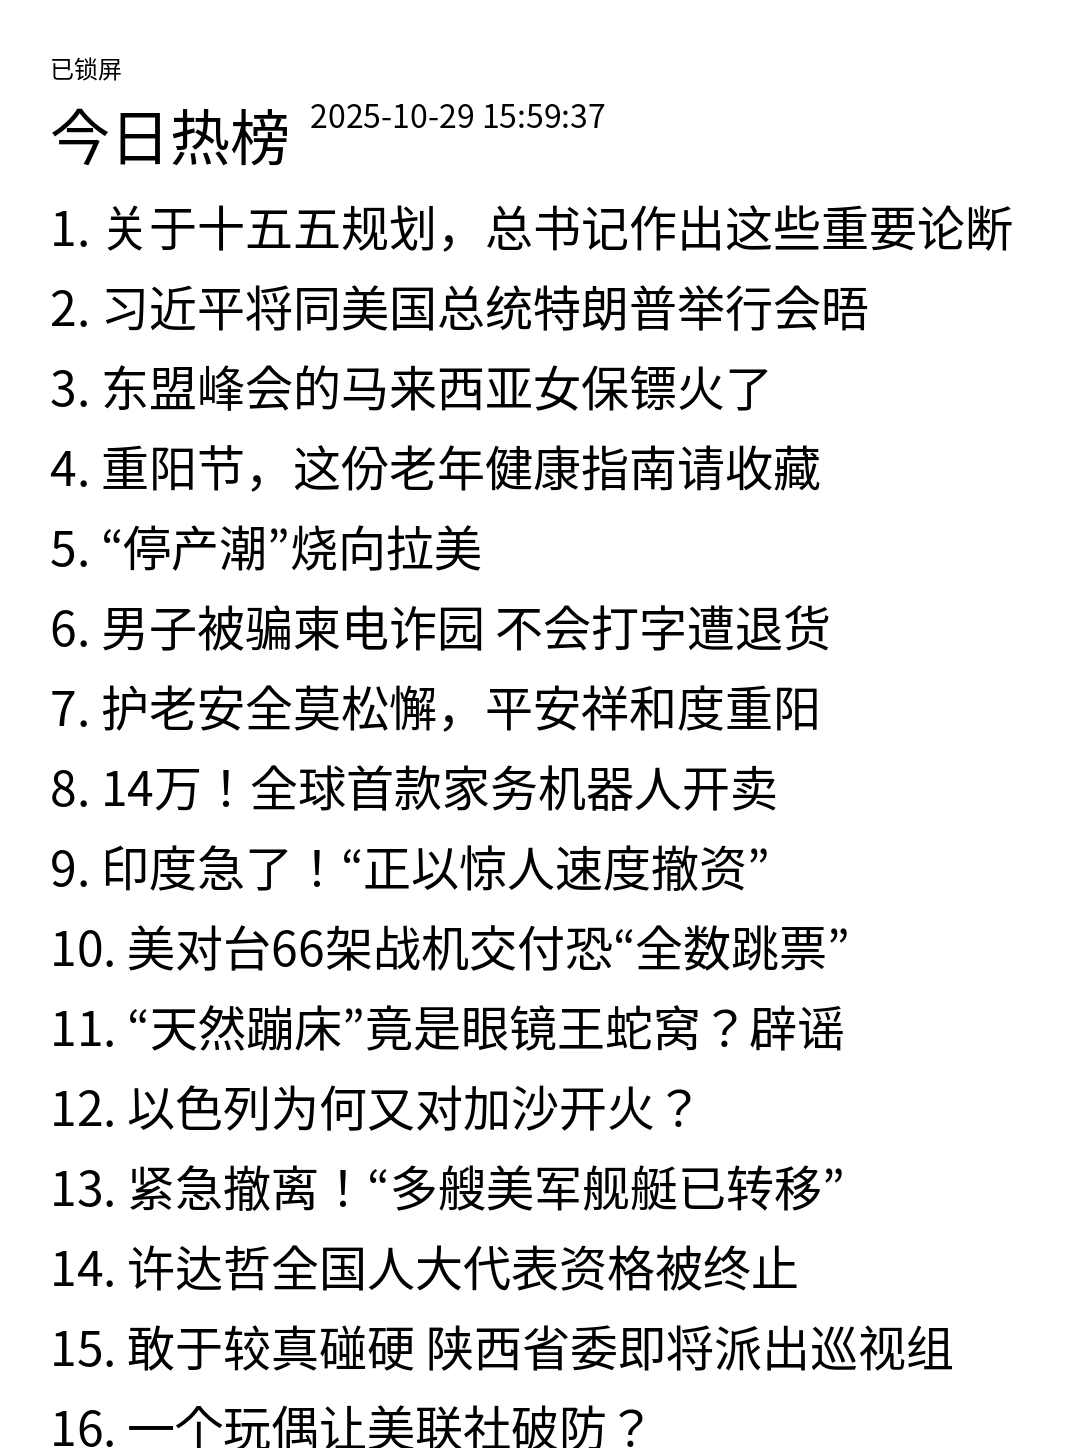 已锁屏
今日热榜 2025-10-29 15:59:37
1. 关于十五五规划，总书记作出这些重要论断
2. 习近平将同美国总统特朗普举行会晤
3. 东盟峰会的马来西亚女保镖火了
4. 重阳节，这份老年健康指南请收藏
5. “停产潮”烧向拉美
6. 男子被骗柬电诈园 不会打字遭退货
7. 护老安全莫松懈，平安祥和度重阳
8. 14万！全球首款家务机器人开卖
9. 印度急了！“正以惊人速度撤资”
10. 美对台66架战机交付恐“全数跳票”
11. “天然蹦床”竟是眼镜王蛇窝？辟谣
12. 以色列为何又对加沙开火？
13. 紧急撤离！“多艘美军舰艇已转移”
14. 许达哲全国人大代表资格被终止
15. 敢于较真碰硬 陕西省委即将派出巡视组
16. 一个玩偶让美联社破防？